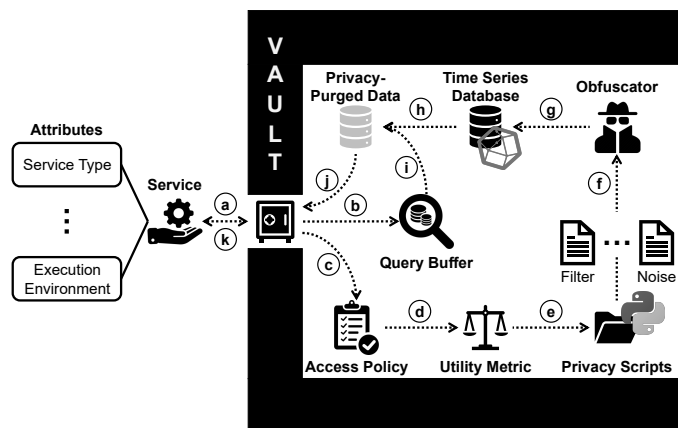 V
A
U
L
T
Privacy-
Purged Data
Time Series
Database
Obfuscator
h
g
Attributes
Service Type
⋮
Execution
Environment
Service
a
k
j
i
b
c
Query Buffer
f
Filter
...
Noise
d
e
Access Policy
Utility Metric
Privacy Scripts